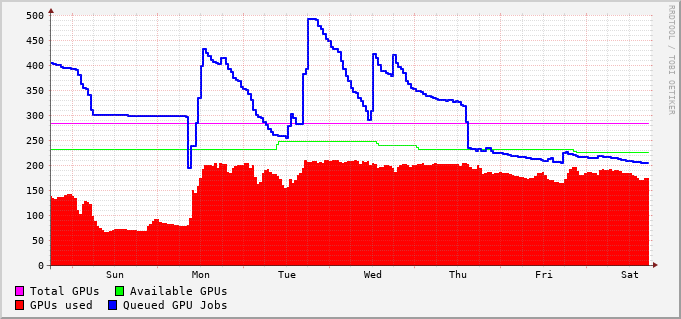 500
450
400
350
300
250
200
150
100
50
0
Sun Mon Tue Wed Thu Fri Sat
RRDTOOL / TOBI OETIKER
Total GPUs Available GPUs
GPUs used Queued GPU Jobs